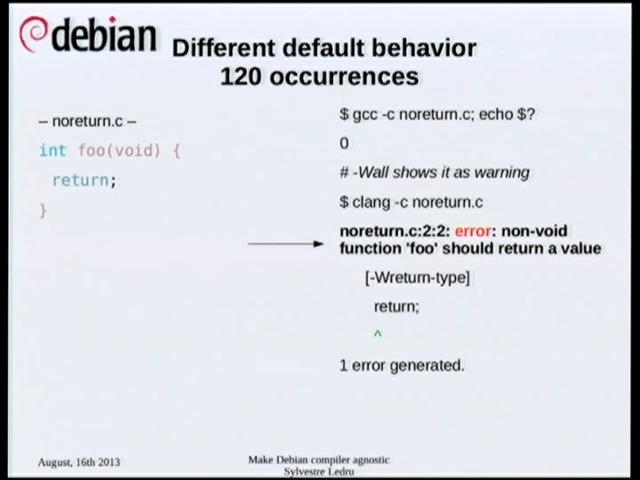 debian
Different default behavior
120 occurrences
– noreturn.c –
int foo(void) {
return;
}
$ gcc -c noreturn.c; echo $?
0
# -Wall shows it as warning
$ clang -c noreturn.c
noreturn.c:2:2: error: non-void
function 'foo' should return a value
[-Wreturn-type]
return;
^
1 error generated.
August, 16th 2013
Make Debian compiler agnostic
Sylvestre Ledru